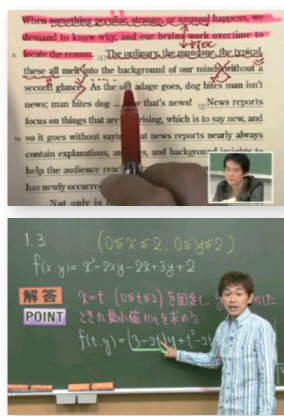 When something peculiar, strange, or unusual happens, we
demand to know why, and our brains work overtime to
locate the reason. (1) The ordinary, the mundane, the typical,
these all melt into the background of our minds without a
second glance. As the old adage goes, dog bites man isn't
news; man bites dog that's news! (2) News reports
focus on things that are surprising, which is to say new, and
so it goes without saying that news reports nearly always
contain explanations, and background insights to
help the audience
has newly occurred
Not only is
1.3
(0≦x≦2, 0≦y≦2)
f(x,y)=x²-2xy-2x+3y+2
解答 x=t (0≦t≦2)を固定し、y
POINT ときの最小値 を求める
f(t,y)=(3-2t)y+t²-2t